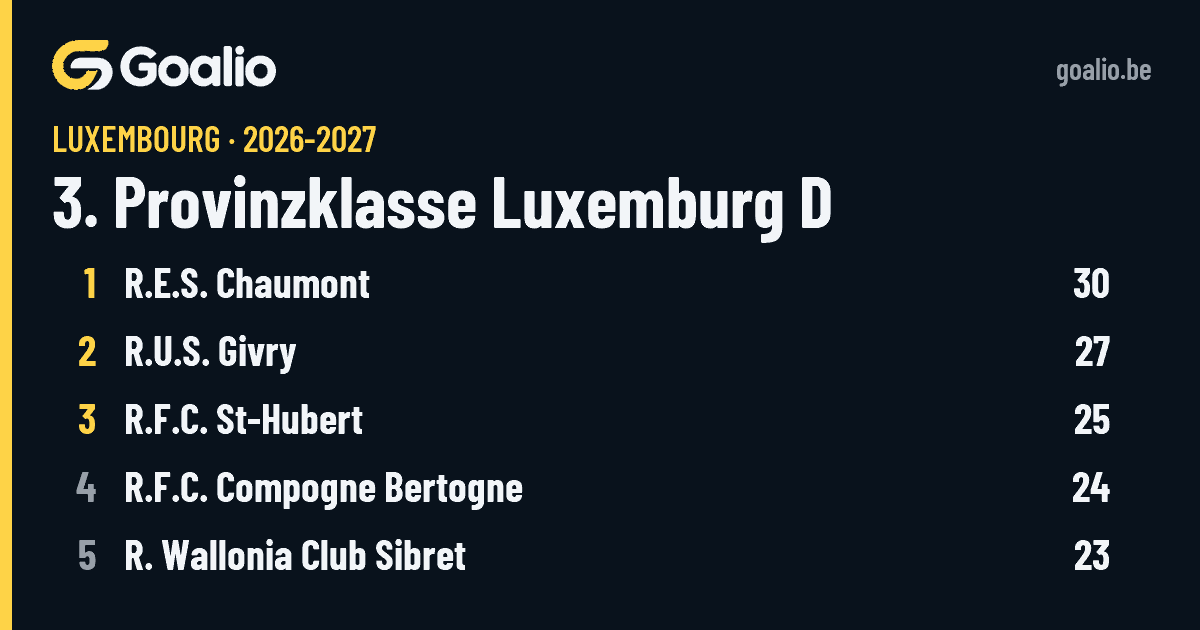 Goalio
goalio.be
LUXEMBOURG · 2026-2027
3. Provinzklasse Luxemburg D
1 R.E.S. Chaumont 30
2 R.U.S. Givry 27
3 R.F.C. St-Hubert 25
4 R.F.C. Compogne Bertogne 24
5 R. Wallonia Club Sibret 23